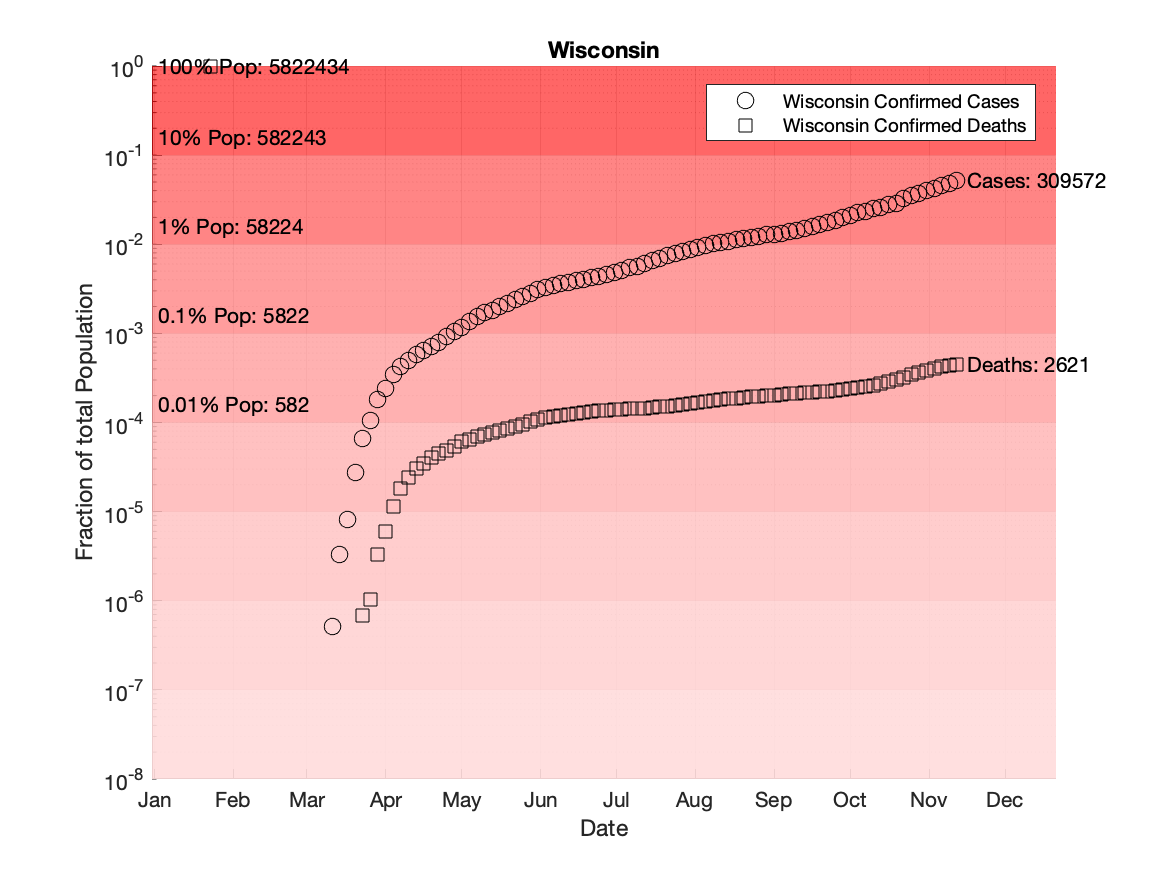 Wisconsin
10^0
100% Pop: 5822434
Wisconsin Confirmed Cases
Wisconsin Confirmed Deaths
10% Pop: 582243
10^-1
Cases: 309572
1% Pop: 58224
10^-2
0.1% Pop: 5822
10^-3
Deaths: 2621
0.01% Pop: 582
10^-4
10^-5
10^-6
10^-7
10^-8
Fraction of total Population
Jan Feb Mar Apr May Jun Jul Aug Sep Oct Nov Dec
Date